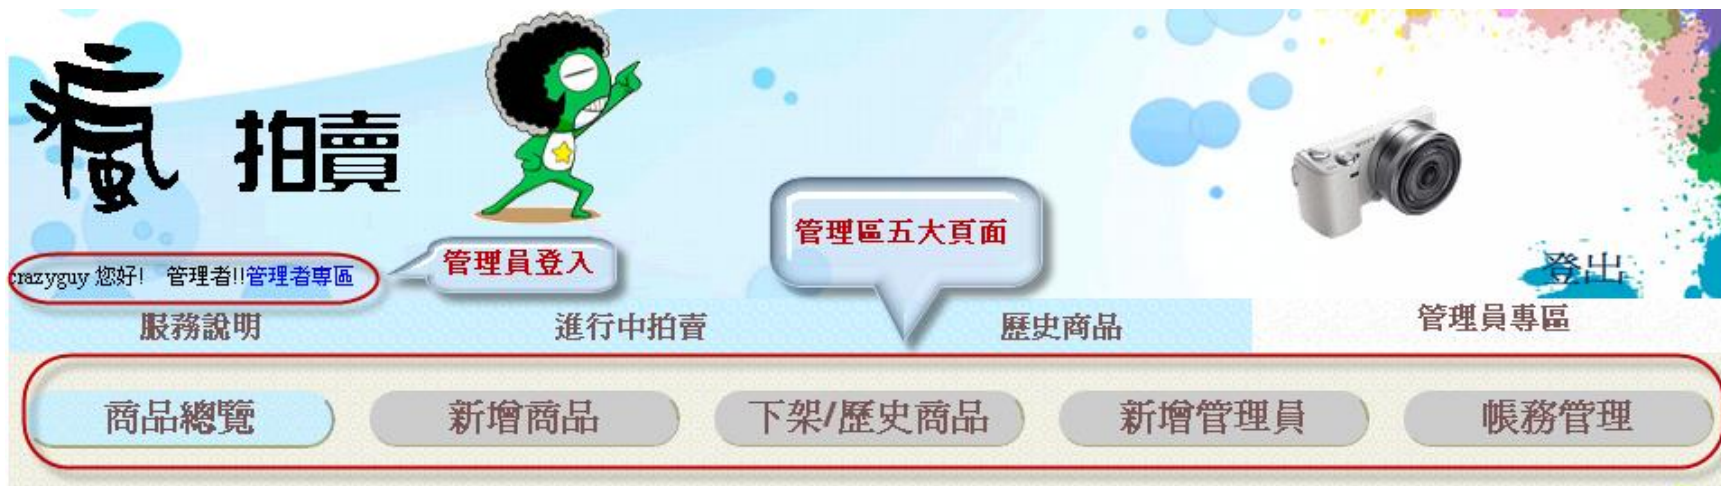 瘋 拍賣
管理區五大頁面
管理員登入
crazyguy 您好! 管理者!!管理者專區
登出
服務說明 進行中拍賣 歷史商品 管理員專區
商品總覽 新增商品 下架/歷史商品 新增管理員 帳務管理